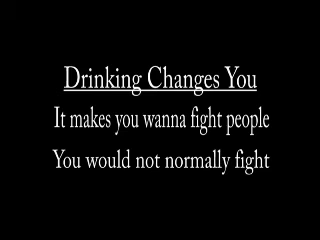 Drinking Changes You
It makes you wanna fight people
You would not normally fight